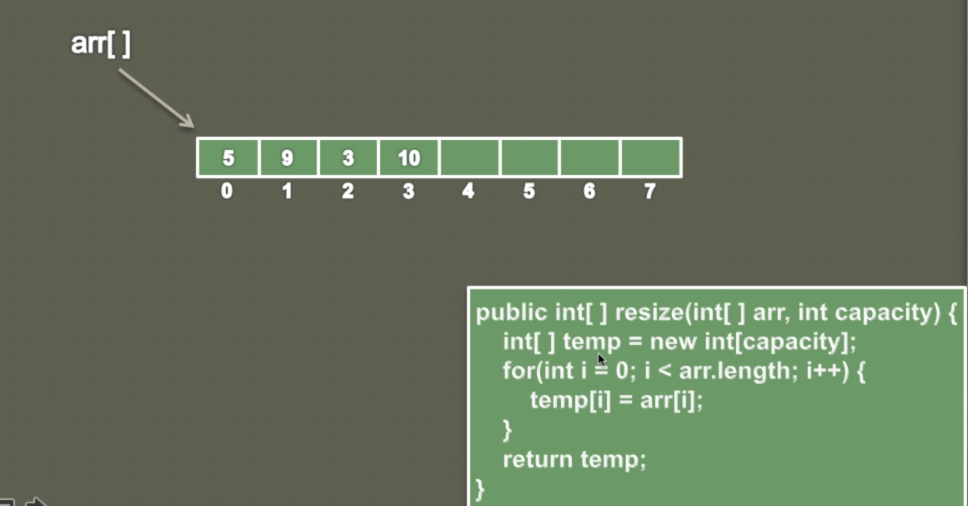 arr[ ]
5 9 3 10
0 1 2 3 4 5 6 7
public int[ ] resize(int[ ] arr, int capacity) {
int[ ] temp = new int[capacity];
for(int i = 0; i < arr.length; i++) {
temp[i] = arr[i];
}
return temp;
}